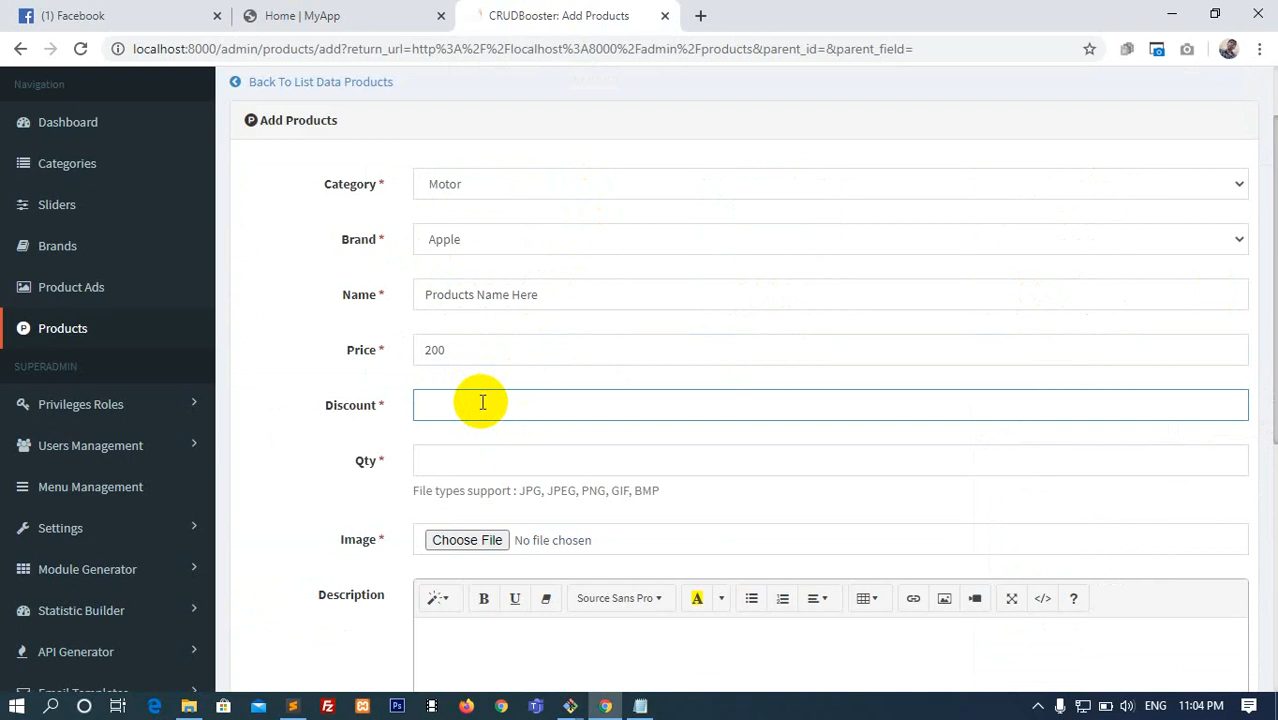 (1) Facebook
Home | MyApp
CRUDBooster: Add Products
localhost:8000/admin/products/add?return_url=http%3A%2F%2Flocalhost%3A8000%2Fadmin%2Fproducts&parent_id=&parent_field=
Navigation
Dashboard
Categories
Sliders
Brands
Product Ads
Products
SUPERADMIN
Privileges Roles
Users Management
Menu Management
Settings
Module Generator
Statistic Builder
API Generator
Email Templates
Back To List Data Products
Add Products
Category * Motor
Brand * Apple
Name * Products Name Here
Price * 200
Discount *
Qty *
File types support : JPG, JPEG, PNG, GIF, BMP
Image * Choose File No file chosen
Description
B U Source Sans Pro A </> ?
11:04 PM